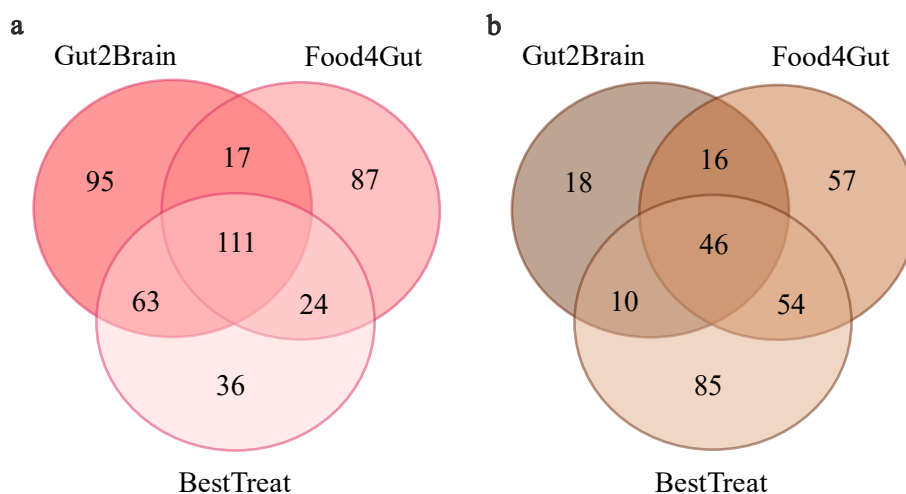 a
Gut2Brain
Food4Gut
95
17
87
111
63
24
36
BestTreat
b
Gut2Brain
Food4Gut
18
16
57
46
10
54
85
BestTreat